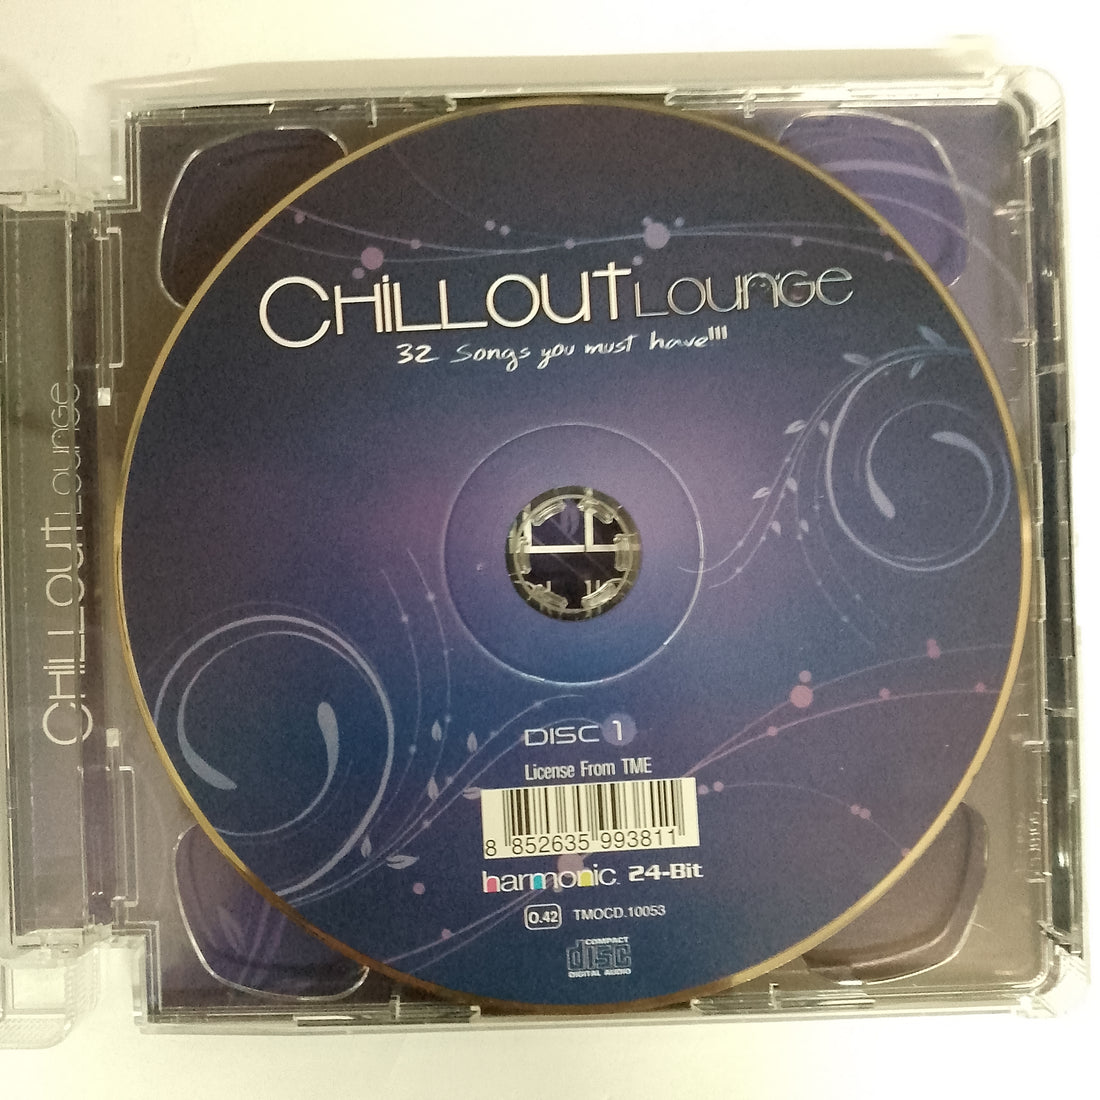 CHiLLOUT LOUNGE
32 Songs you must have!!!
DISC 1
License From TME
8 852635 993811
harmonic. 24-Bit
0.42 TMOCD.10053
COMPACT
disc
DIGITAL AUDIO
CHiLLOUT LOUNGE